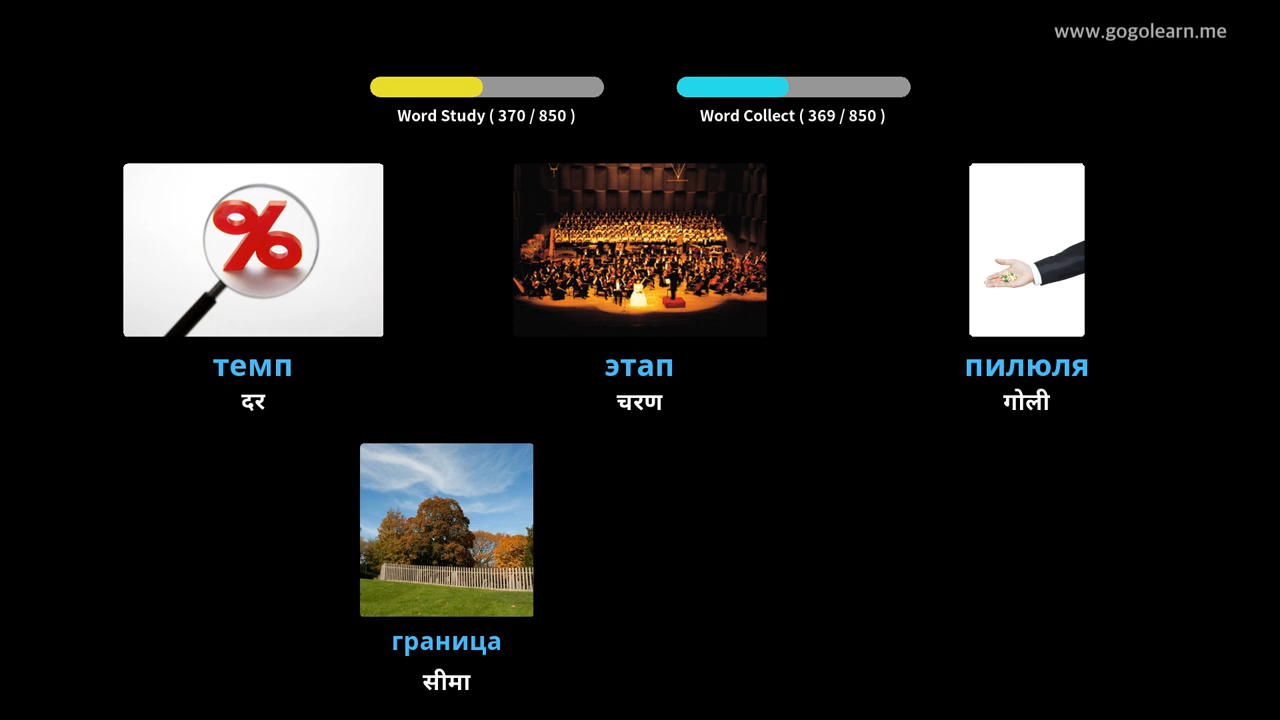 www.gogolearn.me
Word Study ( 370 / 850 )
Word Collect ( 369 / 850 )
темп
दर
этап
चरण
пилюля
गोली
граница
सीमा